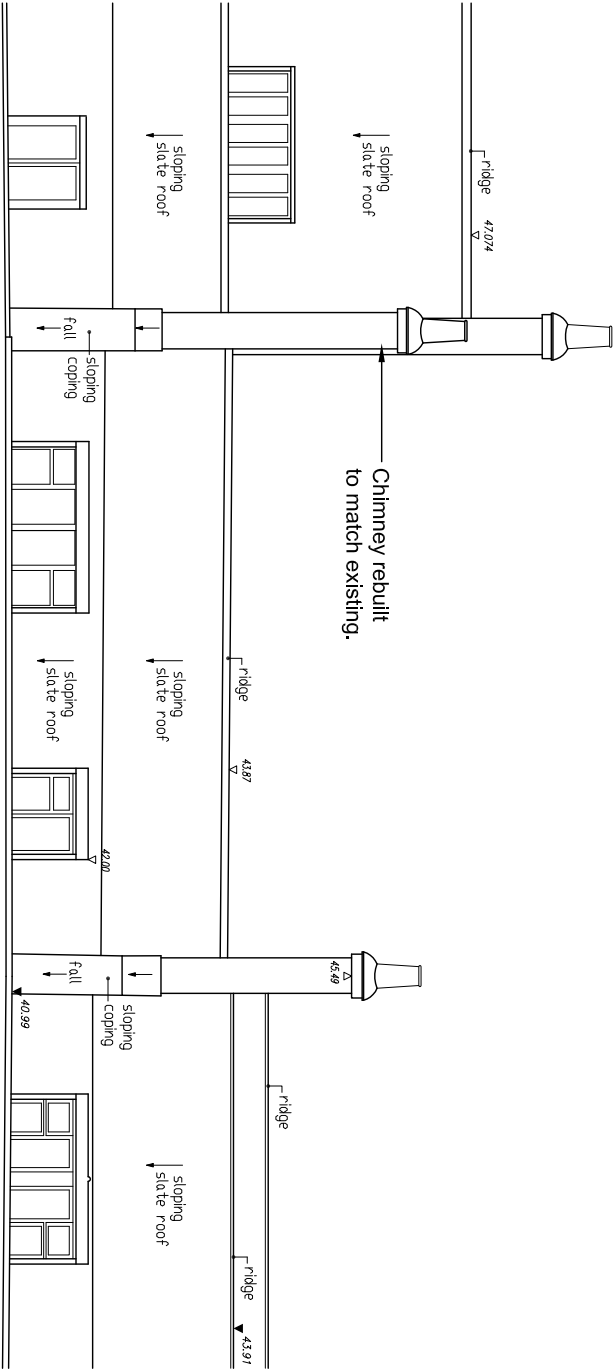 ridge
47.074
sloping
slate roof
Chimney rebuilt
to match existing.
45.49
ridge
ridge
43.87
ridge
43.91
sloping
slate roof
sloping
slate roof
sloping
slate roof
fall
sloping
coping
sloping
slate roof
42.00
fall
sloping
coping
40.99